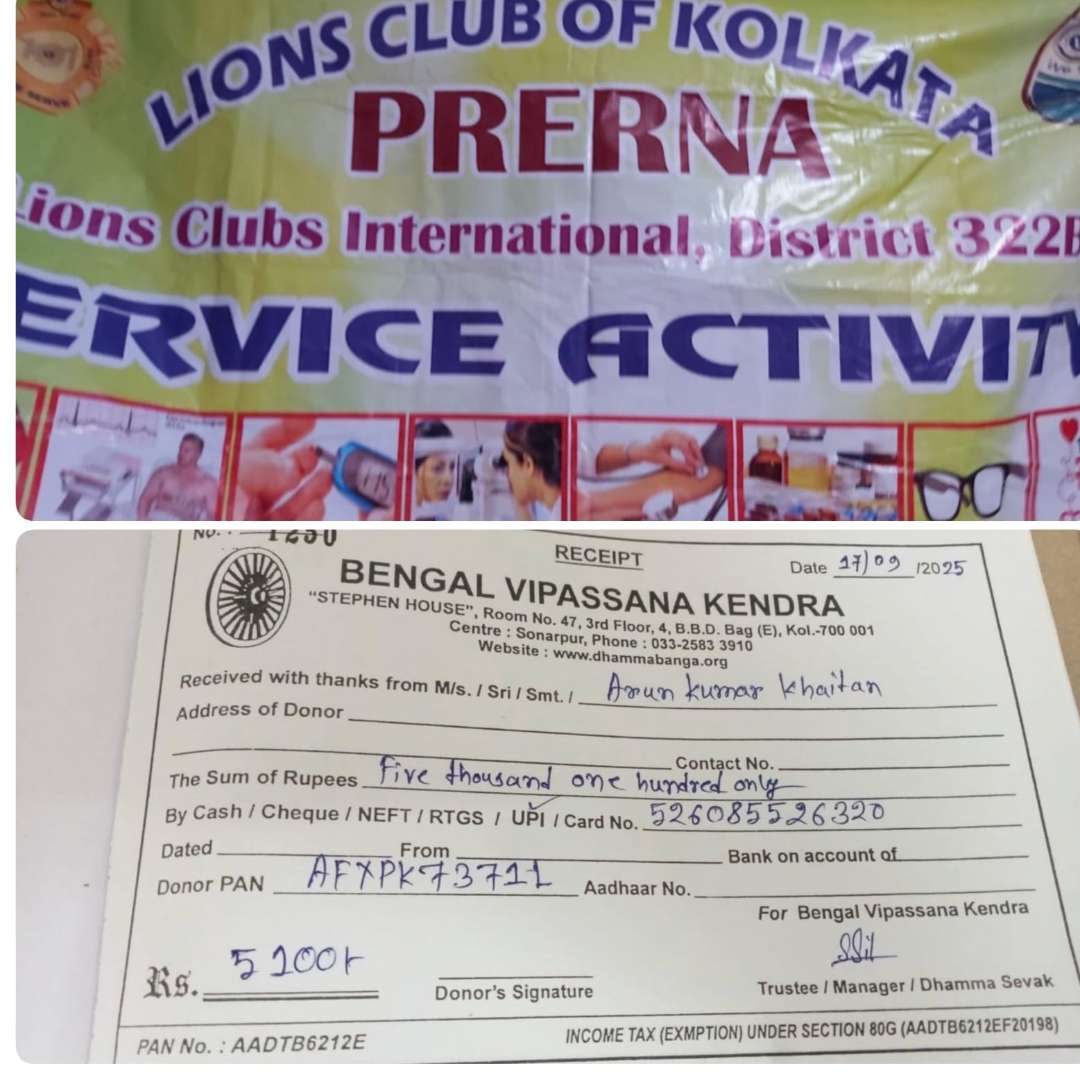 LIONS CLUB OF KOLKATA
PRERNA
Lions Clubs International, District 322B
ERVICE ACTIVIT
No. 1250
RECEIPT
Date 17/09/2025
BENGAL VIPASSANA KENDRA
"STEPHEN HOUSE", Room No. 47, 3rd Floor, 4, B.B.D. Bag (E), Kol.-700 001
Centre : Sonarpur, Phone : 033-2583 3910
Website : www.dhammabanga.org
Received with thanks from M/s. / Sri / Smt. / Arun kumar khaitan
Address of Donor
Contact No.
The Sum of Rupees five thousand one hundred only
By Cash / Cheque / NEFT / RTGS / UPI / Card No. 526085526320
Dated From Bank on account of
Donor PAN AFXPK7371L Aadhaar No.
For Bengal Vipassana Kendra
Rs. 5100/-
Donor's Signature
Trustee / Manager / Dhamma Sevak
PAN No. : AADTB6212E
INCOME TAX (EXMPTION) UNDER SECTION 80G (AADTB6212EF20198)